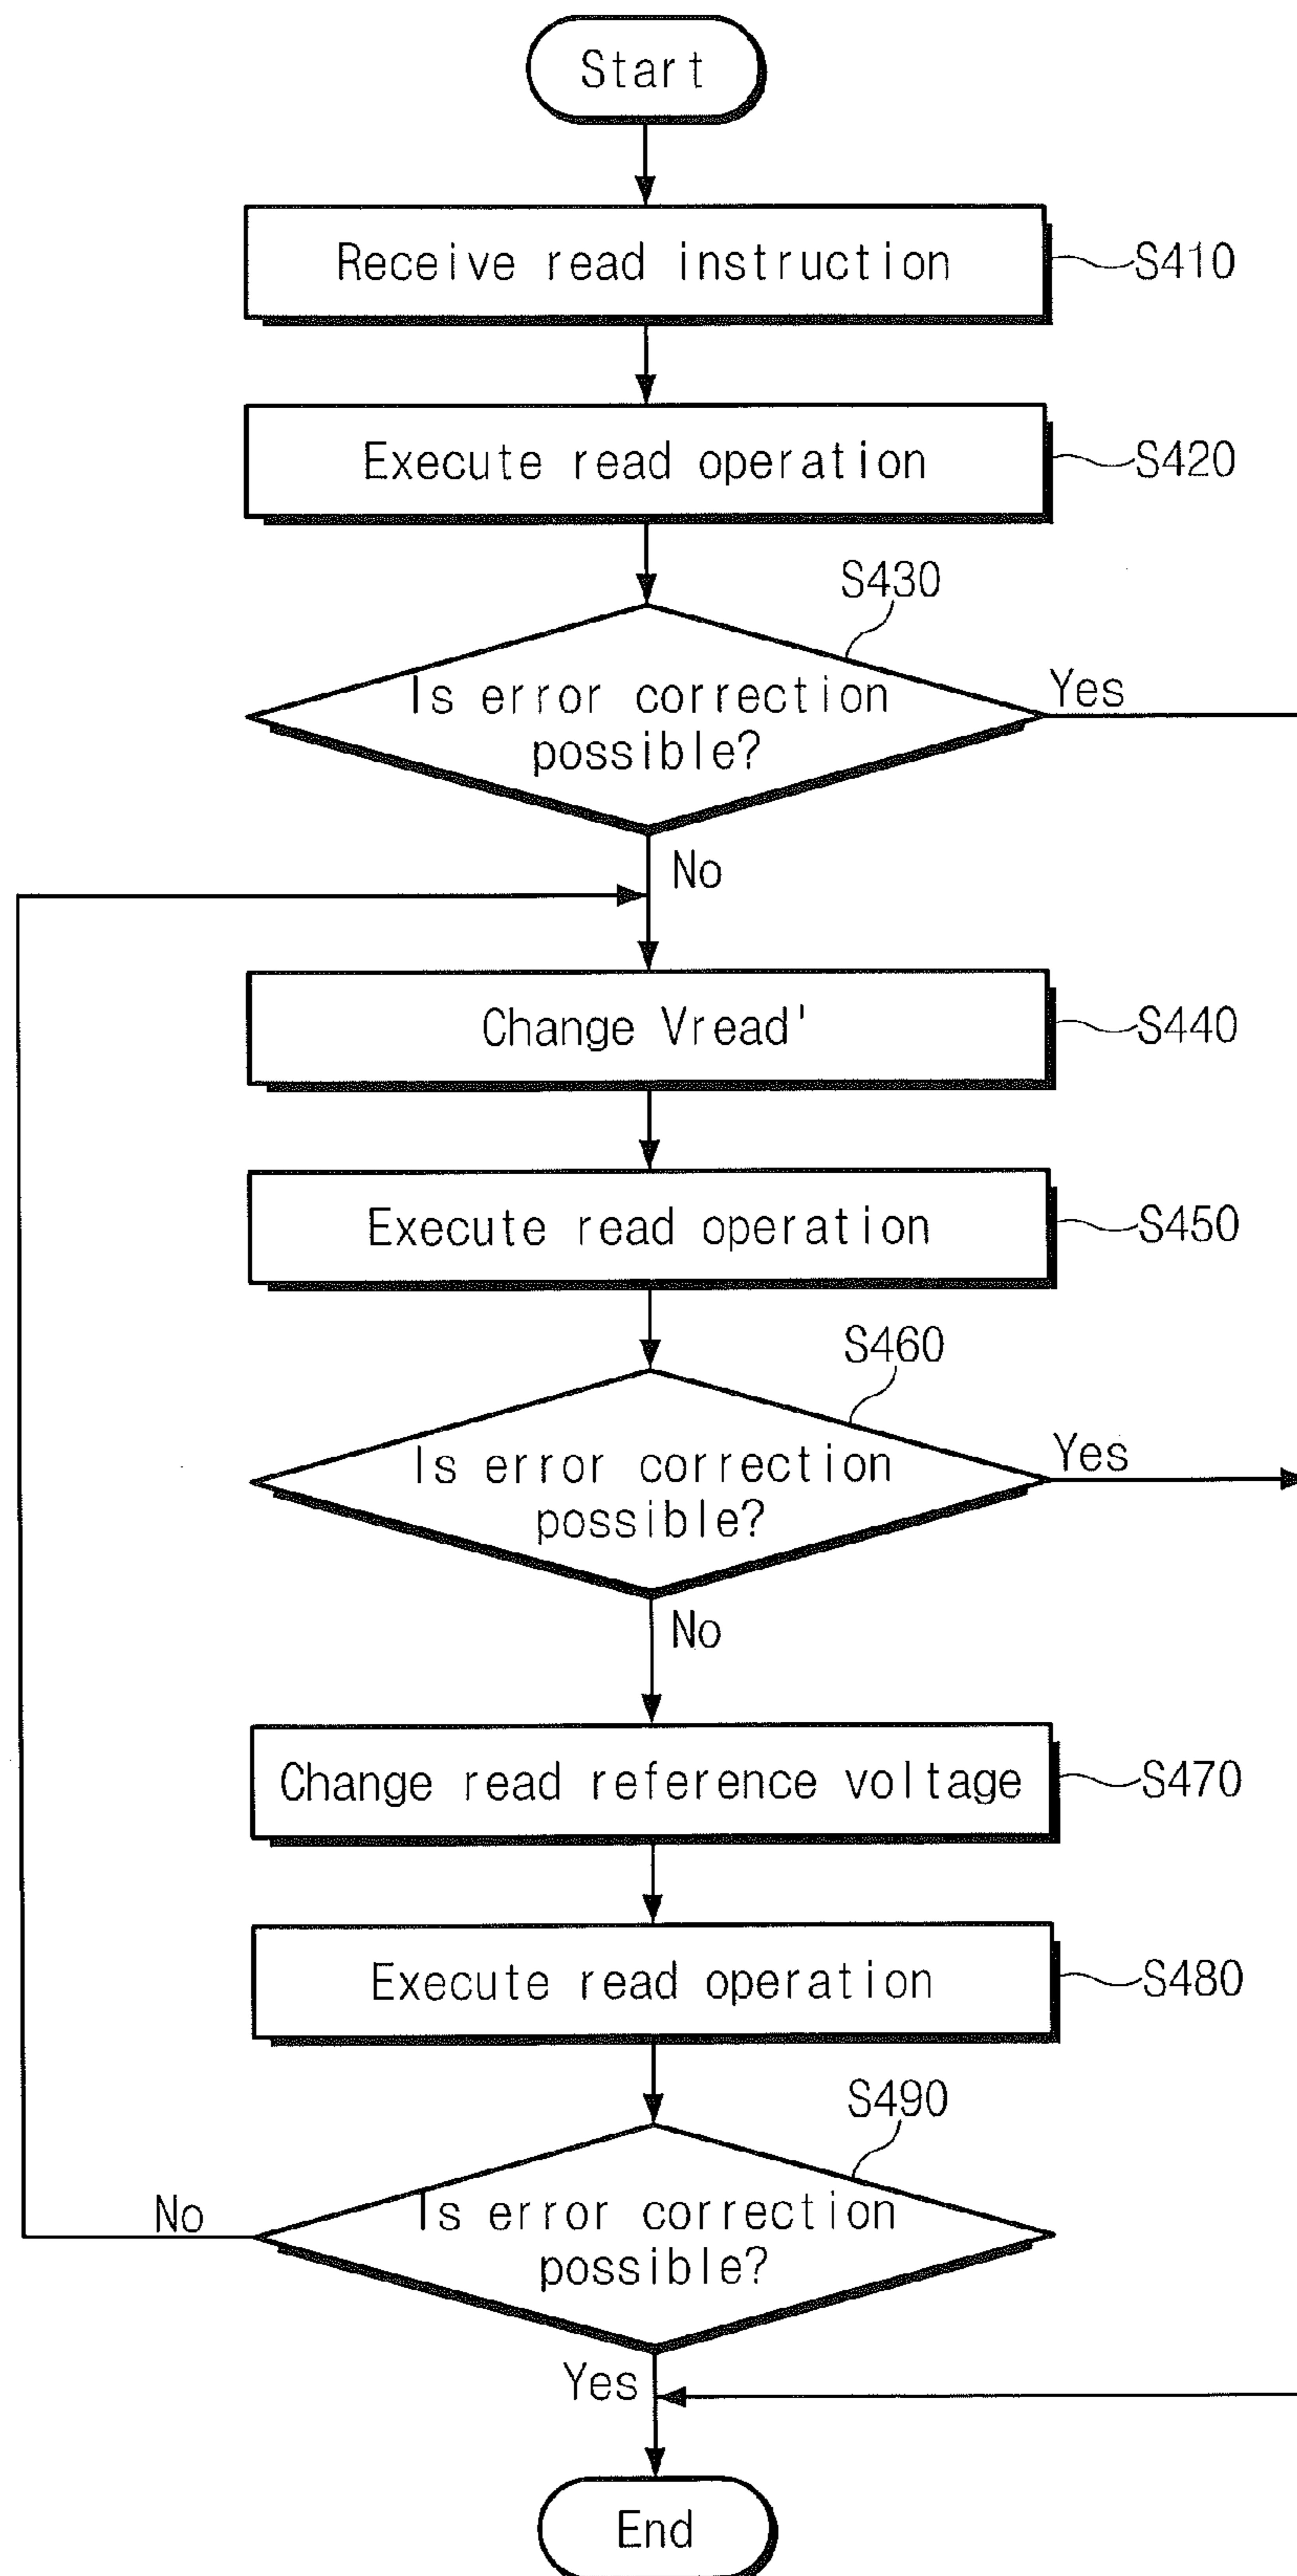 Start
Receive read instruction
S410
Execute read operation
S420
S430
Is error correction
possible?
Yes
No
Change Vread'
S440
Execute read operation
S450
S460
Is error correction
possible?
Yes
No
Change read reference voltage
S470
Execute read operation
S480
S490
Is error correction
possible?
No
Yes
End